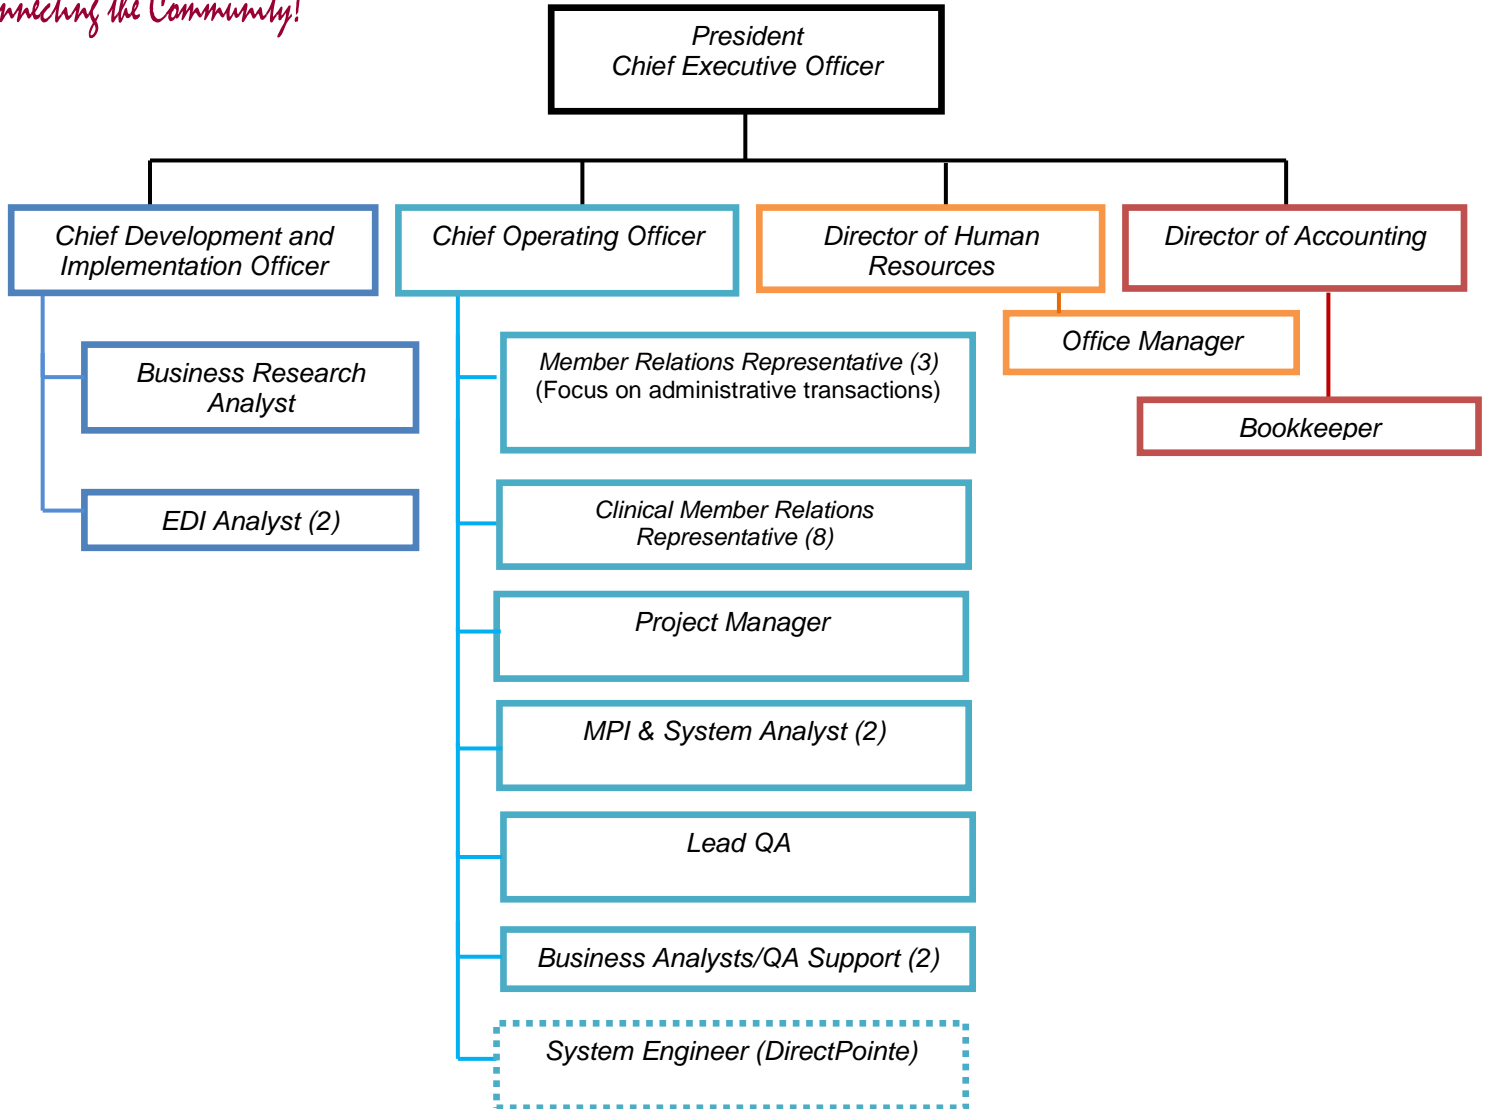 Connecting the Community!
President
Chief Executive Officer
Chief Development and
Implementation Officer
Chief Operating Officer
Director of Human
Resources
Director of Accounting
Office Manager
Business Research
Analyst
Member Relations Representative (3)
(Focus on administrative transactions)
Bookkeeper
EDI Analyst (2)
Clinical Member Relations
Representative (8)
Project Manager
MPI & System Analyst (2)
Lead QA
Business Analysts/QA Support (2)
System Engineer (DirectPointe)